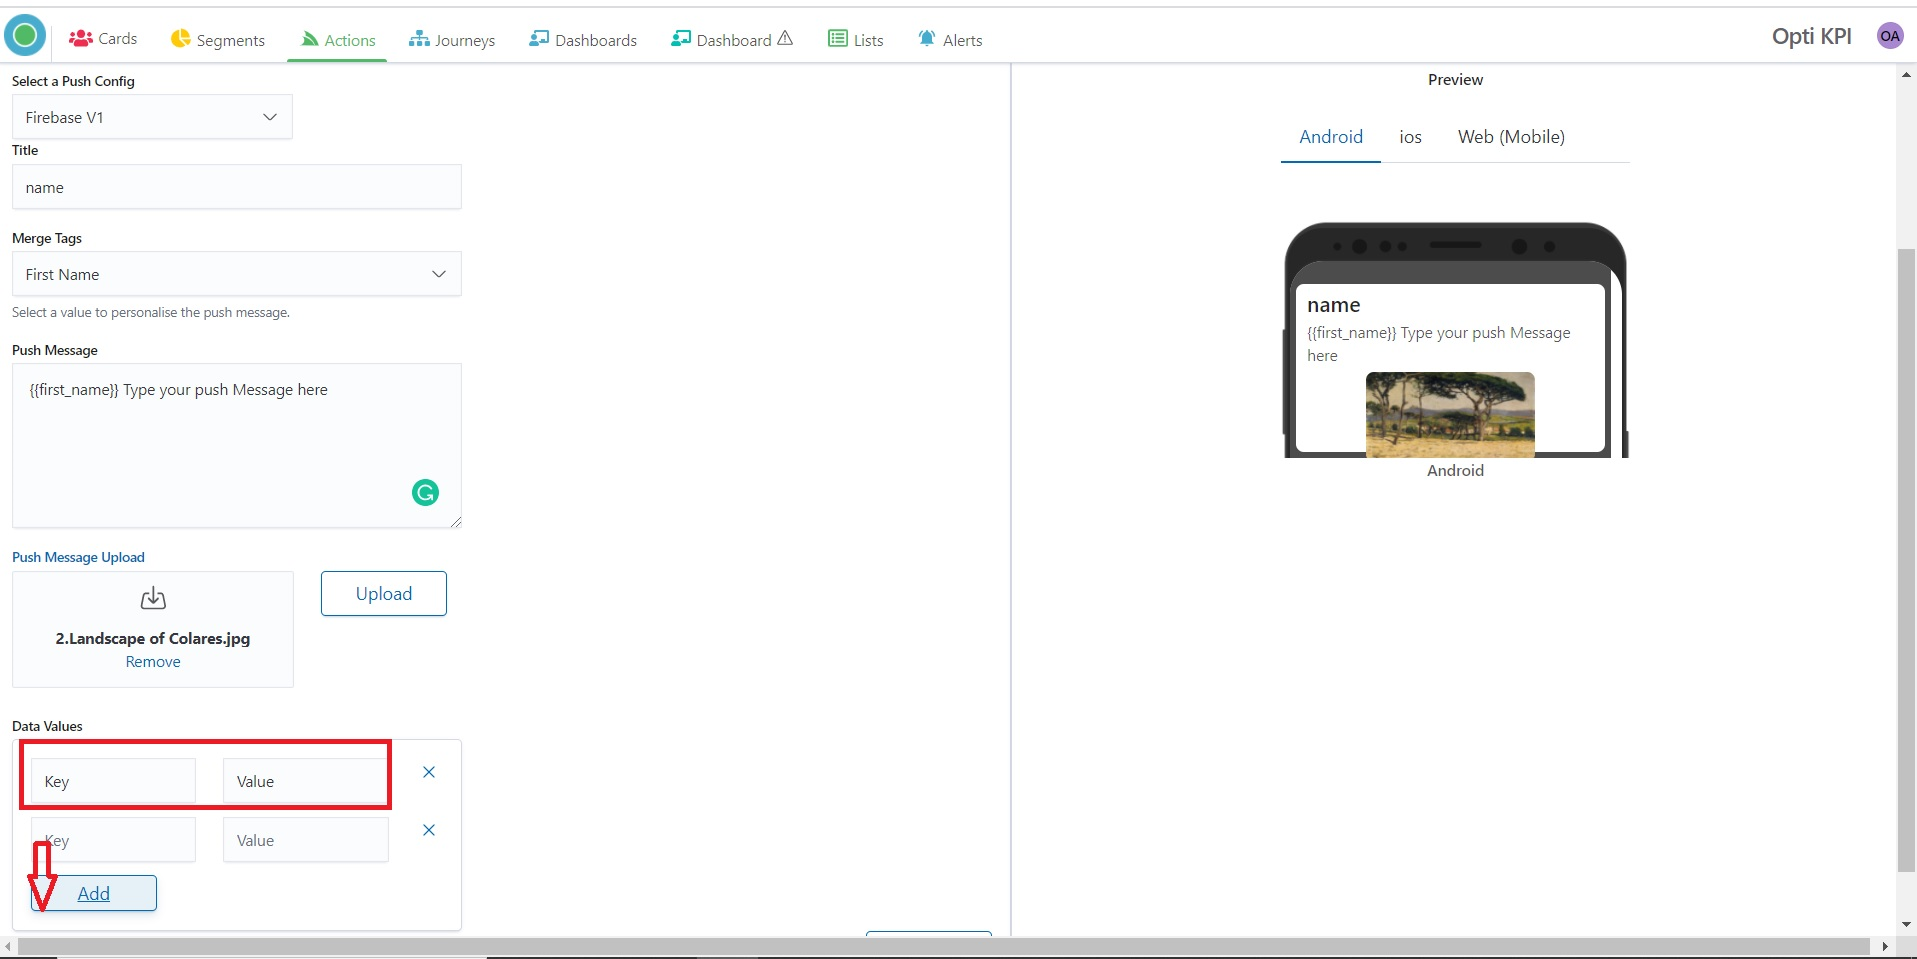 Cards
Segments
Actions
Journeys
Dashboards
Dashboard
Lists
Alerts
Opti KPI
OA
Select a Push Config
Firebase V1
Title
name
Merge Tags
First Name
Select a value to personalise the push message.
Push Message
{{first_name}} Type your push Message here
Push Message Upload
2.Landscape of Colares.jpg
Remove
Upload
Data Values
Key Value
Key Value
Add
Preview
Android ios Web (Mobile)
name
{{first_name}} Type your push Message
here
Android